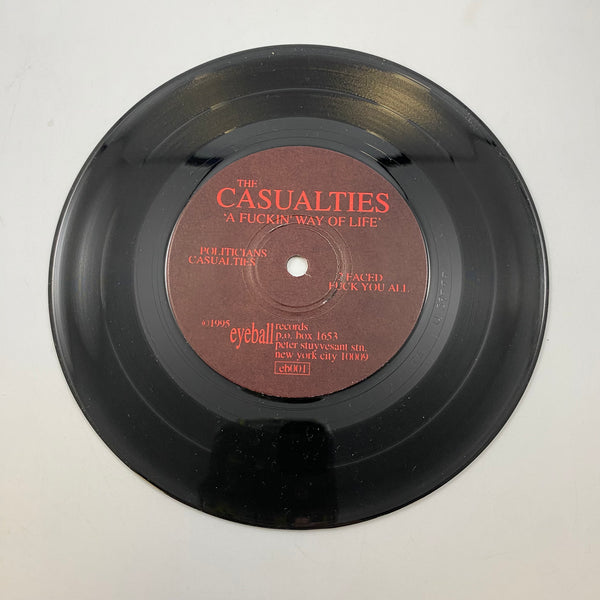 THE
CASUALTIES
'A FUCKIN' WAY OF LIFE'
POLITICIANS
CASUALTIES
2 FACED
FUCK YOU ALL
©1995 eyeball records
p.o. box 1653
peter stuyvesant stn.
new york city 10009
eb001